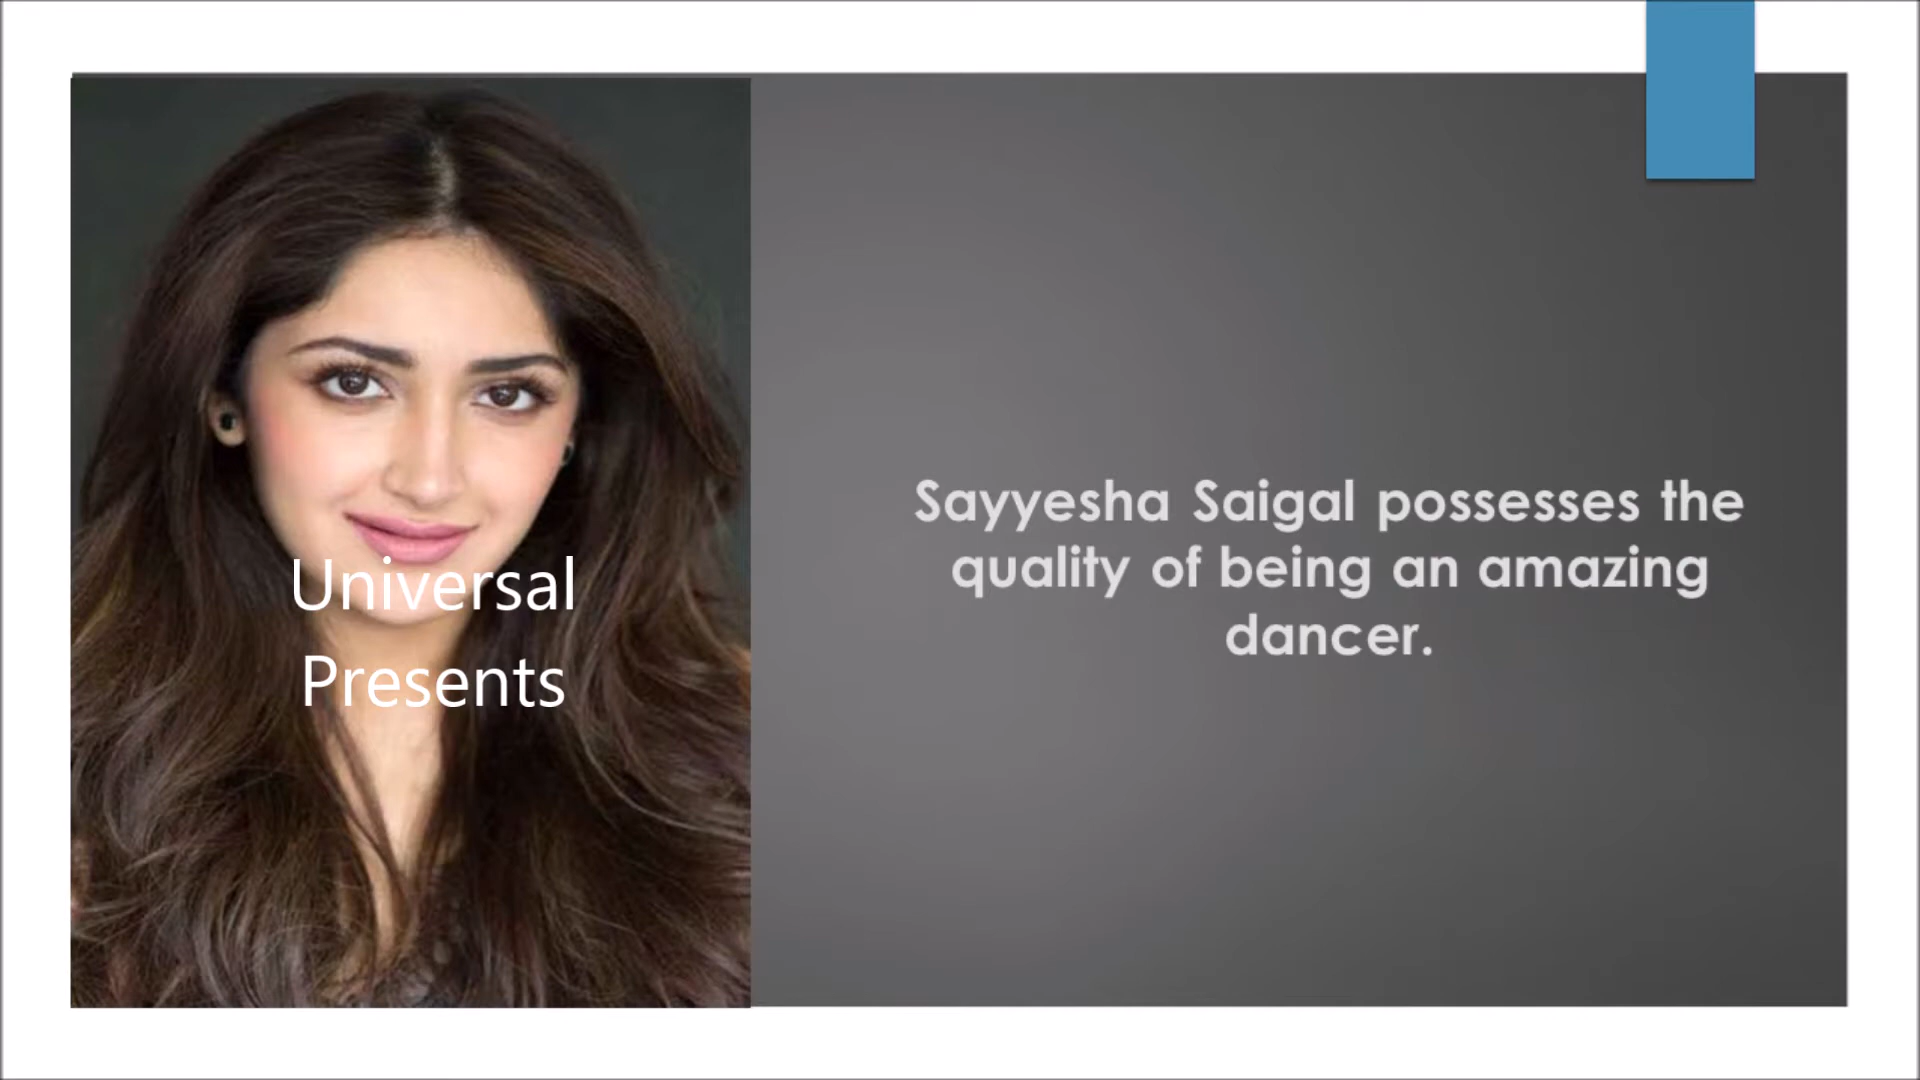 Universal
Presents
Sayyesha Saigal possesses the
quality of being an amazing
dancer.